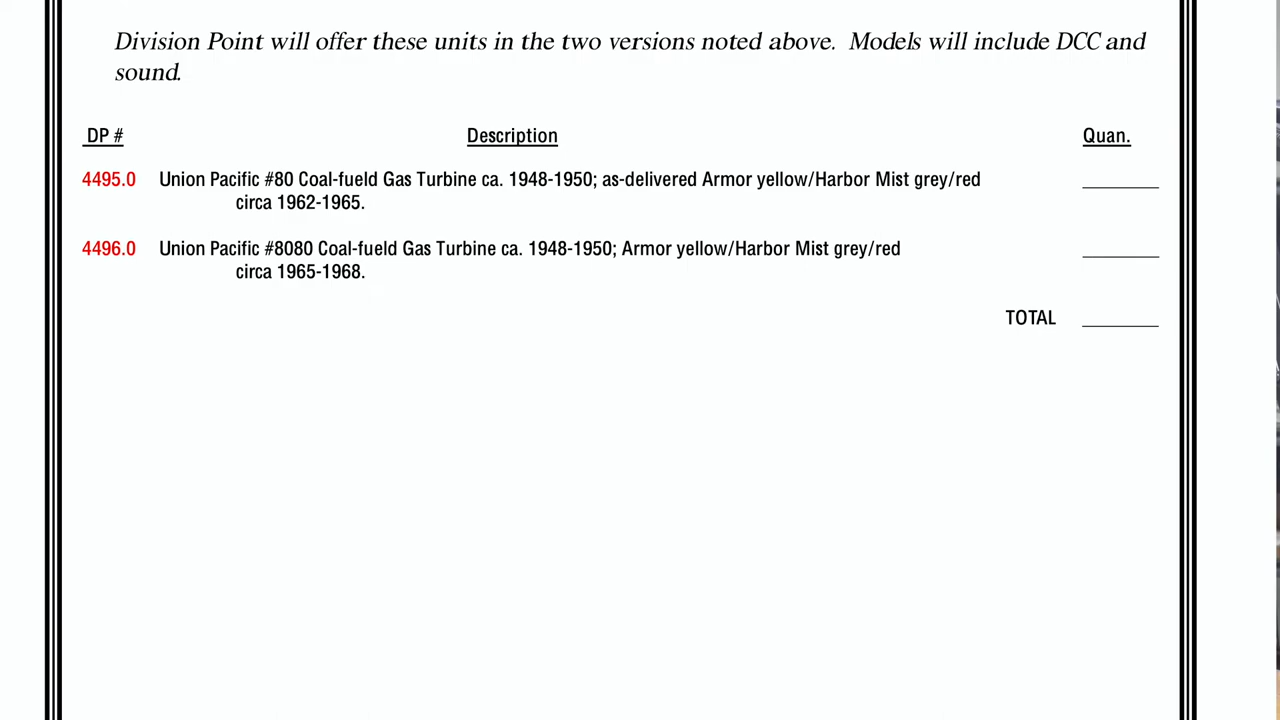 Division Point will offer these units in the two versions noted above. Models will include DCC and
sound.
DP # Description Quan.
4495.0 Union Pacific #80 Coal-fueld Gas Turbine ca. 1948-1950; as-delivered Armor yellow/Harbor Mist grey/red
circa 1962-1965.
4496.0 Union Pacific #8080 Coal-fueld Gas Turbine ca. 1948-1950; Armor yellow/Harbor Mist grey/red
circa 1965-1968.
TOTAL